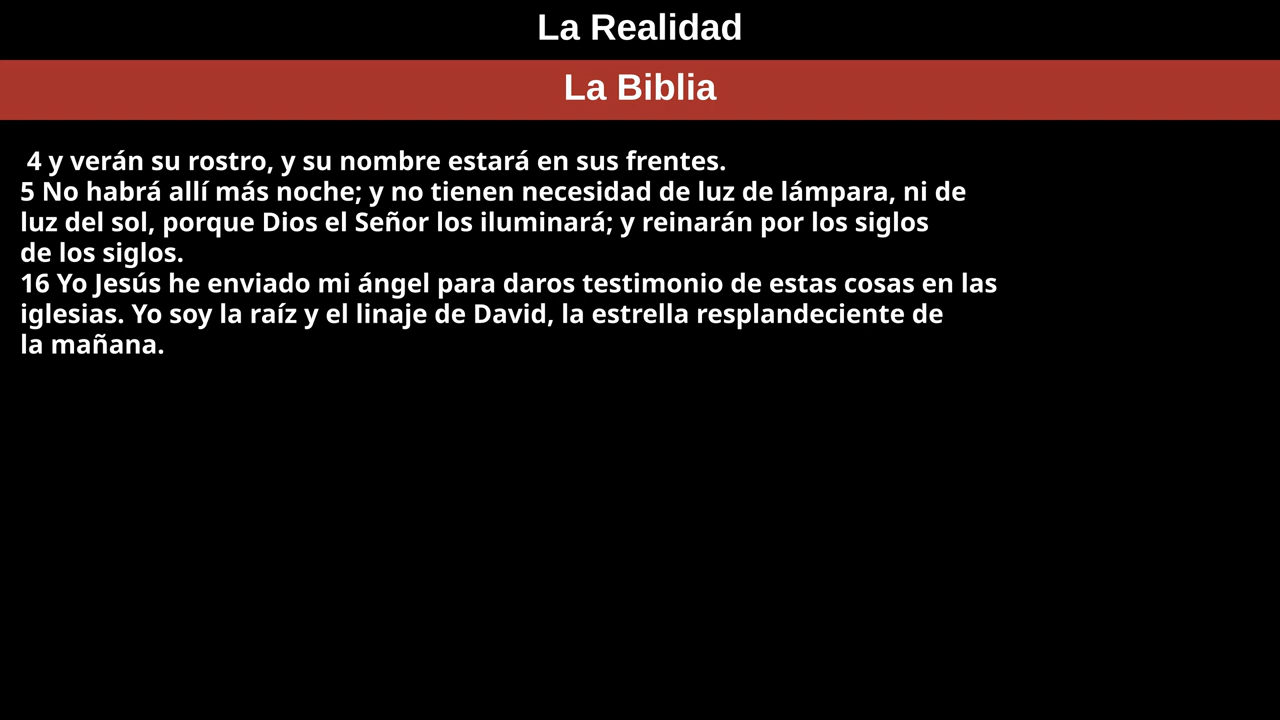 La Realidad
La Biblia
4 y verán su rostro, y su nombre estará en sus frentes.
5 No habrá allí más noche; y no tienen necesidad de luz de lámpara, ni de
luz del sol, porque Dios el Señor los iluminará; y reinarán por los siglos
de los siglos.
16 Yo Jesús he enviado mi ángel para daros testimonio de estas cosas en las
iglesias. Yo soy la raíz y el linaje de David, la estrella resplandeciente de
la mañana.